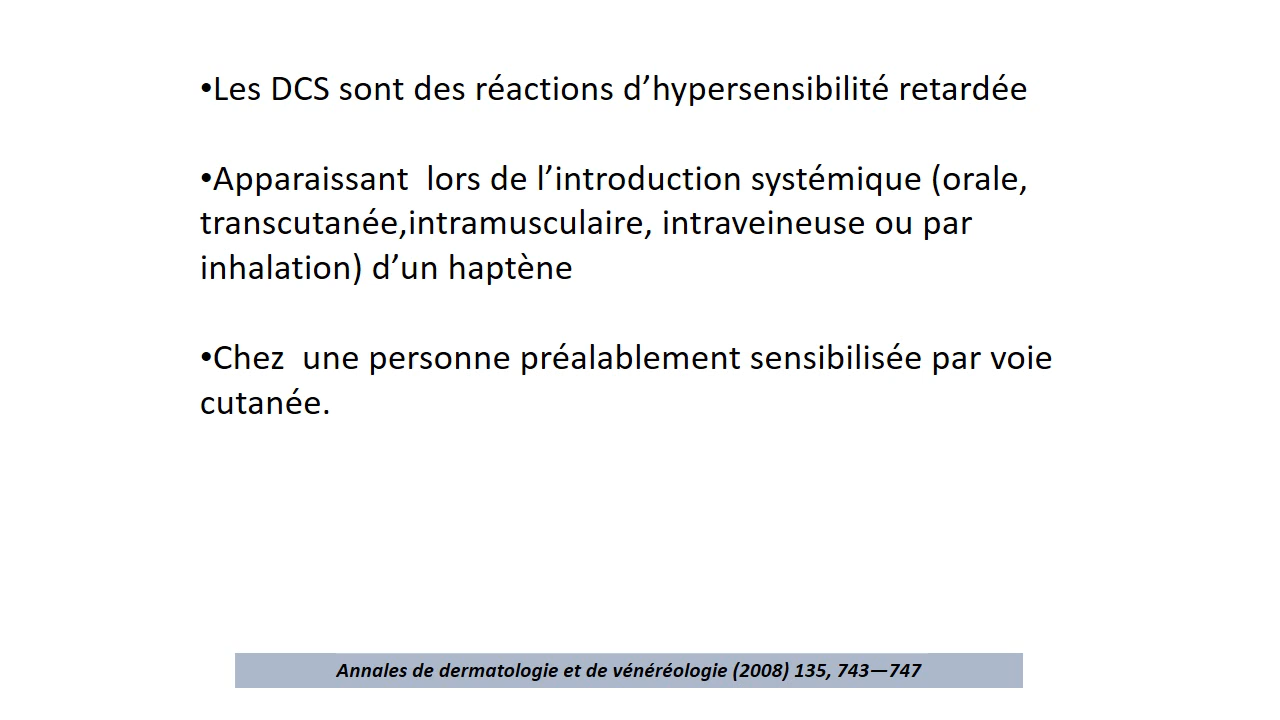 •Les DCS sont des réactions d’hypersensibilité retardée
•Apparaissant  lors de l’introduction systémique (orale,
transcutanée,intramusculaire, intraveineuse ou par
inhalation) d’un haptène
•Chez  une personne préalablement sensibilisée par voie
cutanée.
Annales de dermatologie et de vénéréologie (2008) 135, 743—747